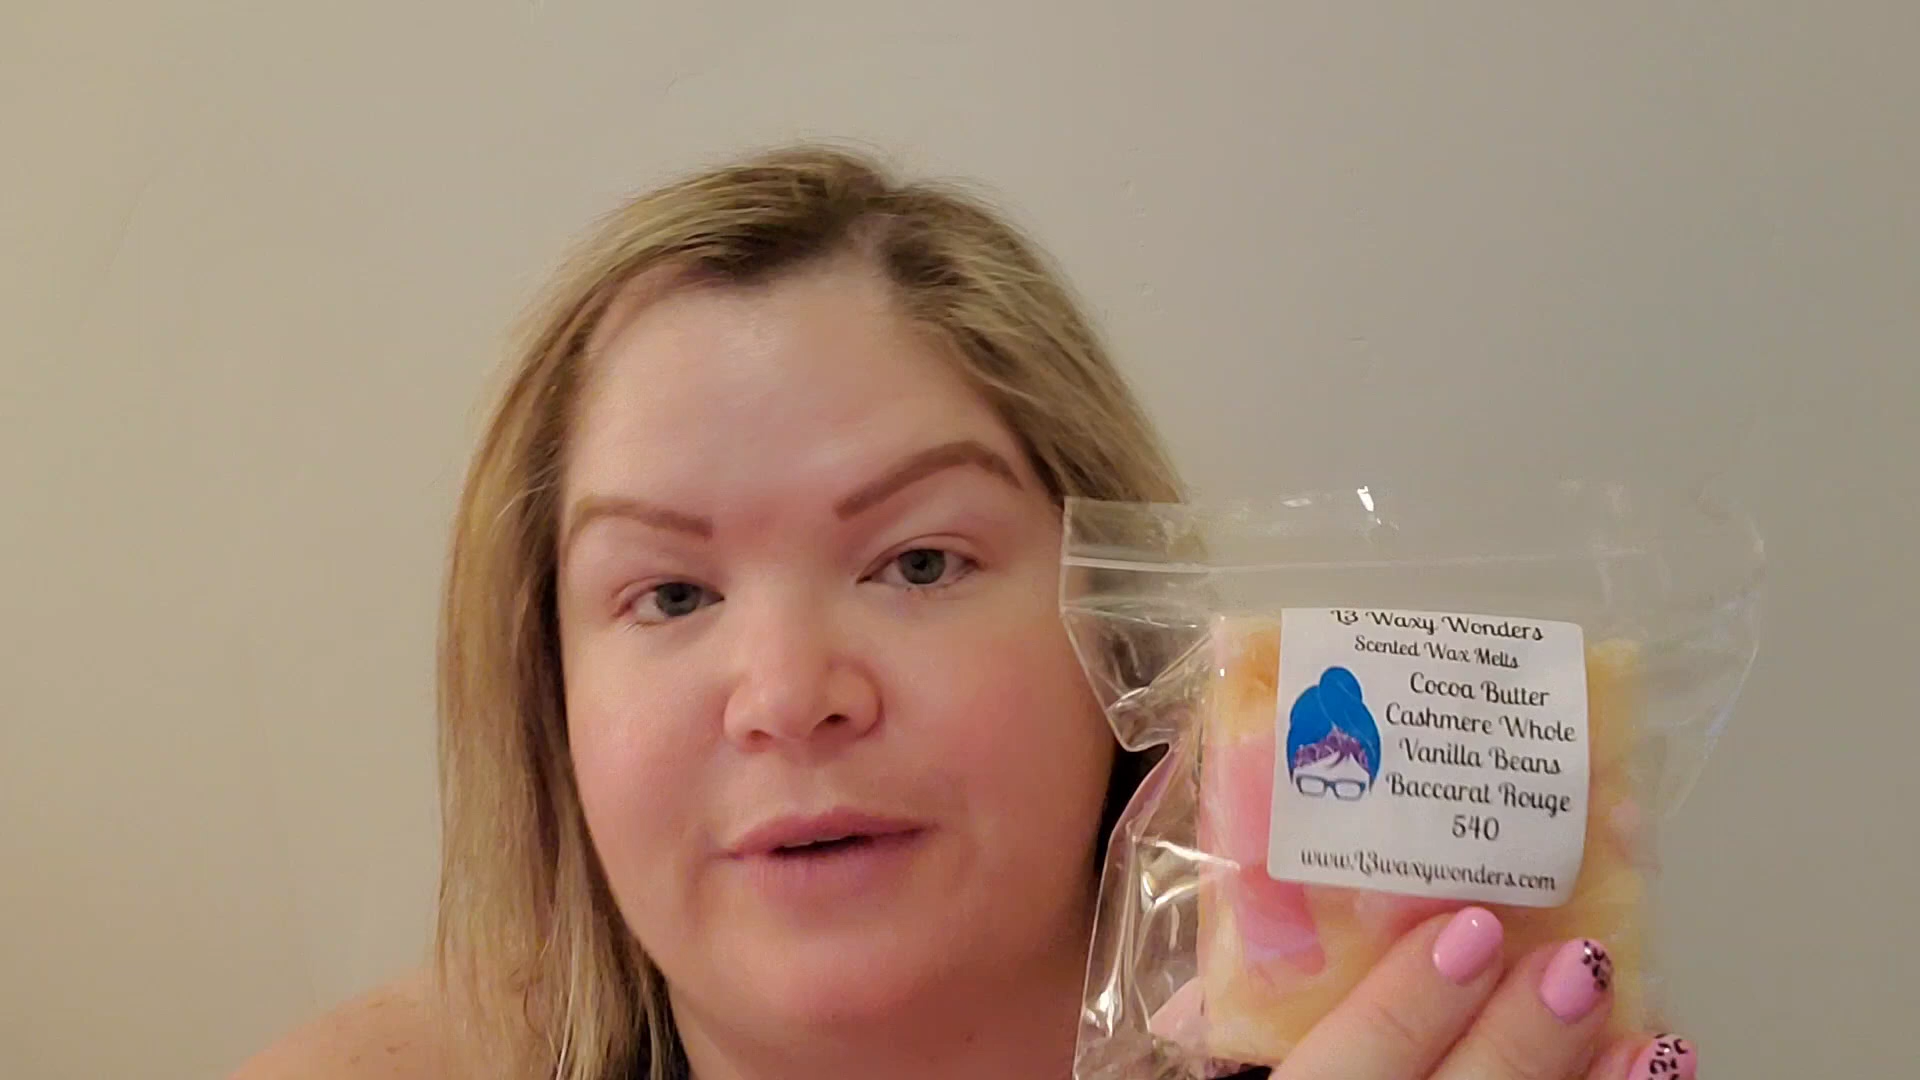 L3 Waxy Wonders
Scented Wax Melts
Cocoa Butter
Cashmere Whole
Vanilla Beans
Baccarat Rouge
540
www.L3waxywonders.com